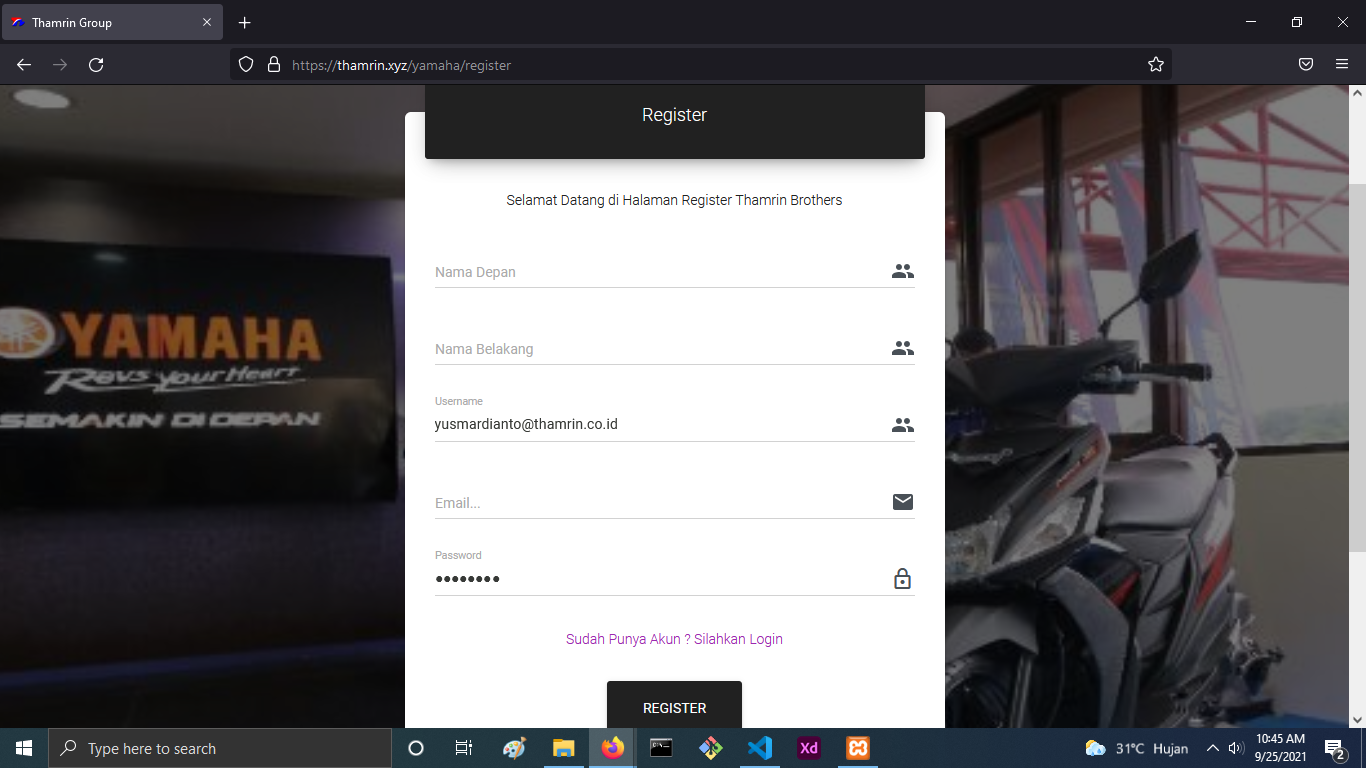 Thamrin Group
https://thamrin.xyz/yamaha/register
Register
Selamat Datang di Halaman Register Thamrin Brothers
Nama Depan
Nama Belakang
Username
yusmardianto@thamrin.co.id
Email...
Password
Sudah Punya Akun ? Silahkan Login
REGISTER
YAMAHA
Revs your Heart
SEMAKIN DI DEPAN
Type here to search
Xd
31°C Hujan
10:45 AM
9/25/2021
2